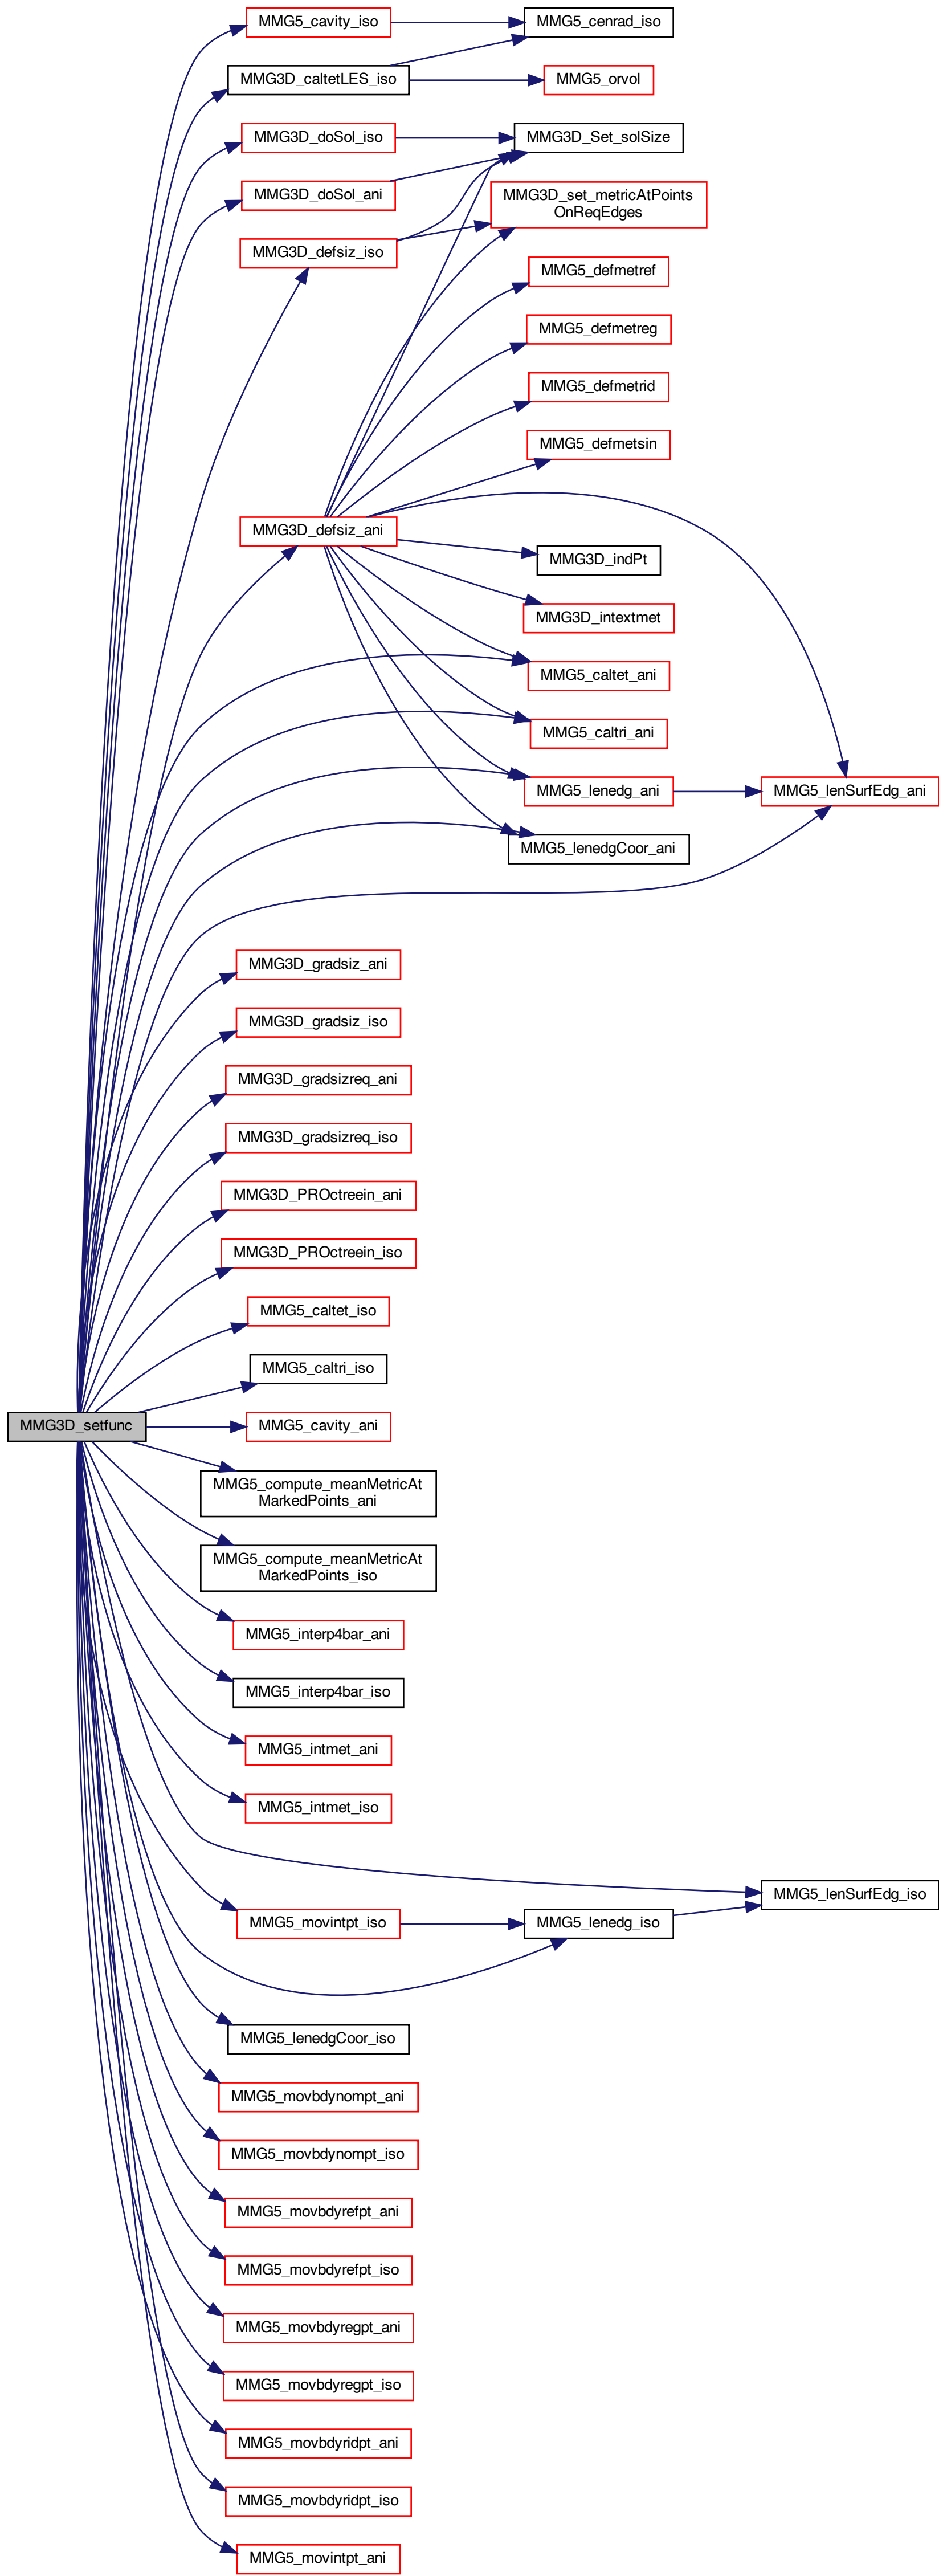 MMG5_cavity_iso
MMG5_cenrad_iso
MMG3D_caltetLES_iso
MMG5_orvol
MMG3D_doSol_iso
MMG3D_Set_solSize
MMG3D_doSol_ani
MMG3D_set_metricAtPoints
OnReqEdges
MMG3D_defsiz_iso
MMG5_defmetref
MMG5_defmetreg
MMG5_defmetrid
MMG5_defmetsin
MMG3D_defsiz_ani
MMG3D_indPt
MMG3D_intextmet
MMG5_caltet_ani
MMG5_caltri_ani
MMG5_lenedg_ani
MMG5_lenSurfEdg_ani
MMG5_lenedgCoor_ani
MMG3D_gradsiz_ani
MMG3D_gradsiz_iso
MMG3D_gradsizreq_ani
MMG3D_gradsizreq_iso
MMG3D_PROctreein_ani
MMG3D_PROctreein_iso
MMG5_caltet_iso
MMG5_caltri_iso
MMG3D_setfunc
MMG5_cavity_ani
MMG5_compute_meanMetricAt
MarkedPoints_ani
MMG5_compute_meanMetricAt
MarkedPoints_iso
MMG5_interp4bar_ani
MMG5_interp4bar_iso
MMG5_intmet_ani
MMG5_intmet_iso
MMG5_lenSurfEdg_iso
MMG5_movintpt_iso
MMG5_lenedg_iso
MMG5_lenedgCoor_iso
MMG5_movbdynompt_ani
MMG5_movbdynompt_iso
MMG5_movbdyrefpt_ani
MMG5_movbdyrefpt_iso
MMG5_movbdyregpt_ani
MMG5_movbdyregpt_iso
MMG5_movbdyridpt_ani
MMG5_movbdyridpt_iso
MMG5_movintpt_ani